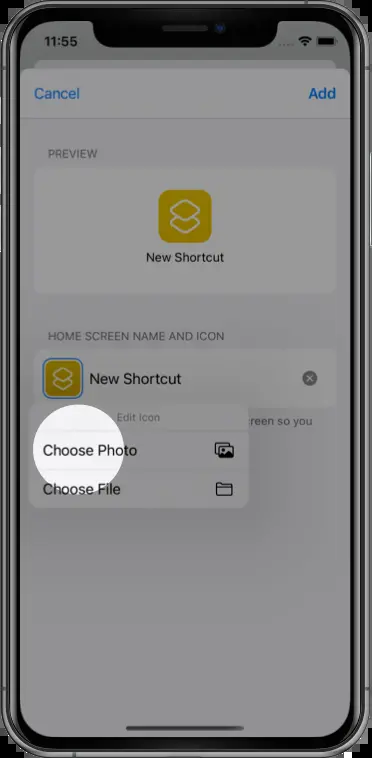 11:55
Cancel
Add
PREVIEW
New Shortcut
HOME SCREEN NAME AND ICON
New Shortcut
Edit Icon
reen so you
Choose Photo
Choose File